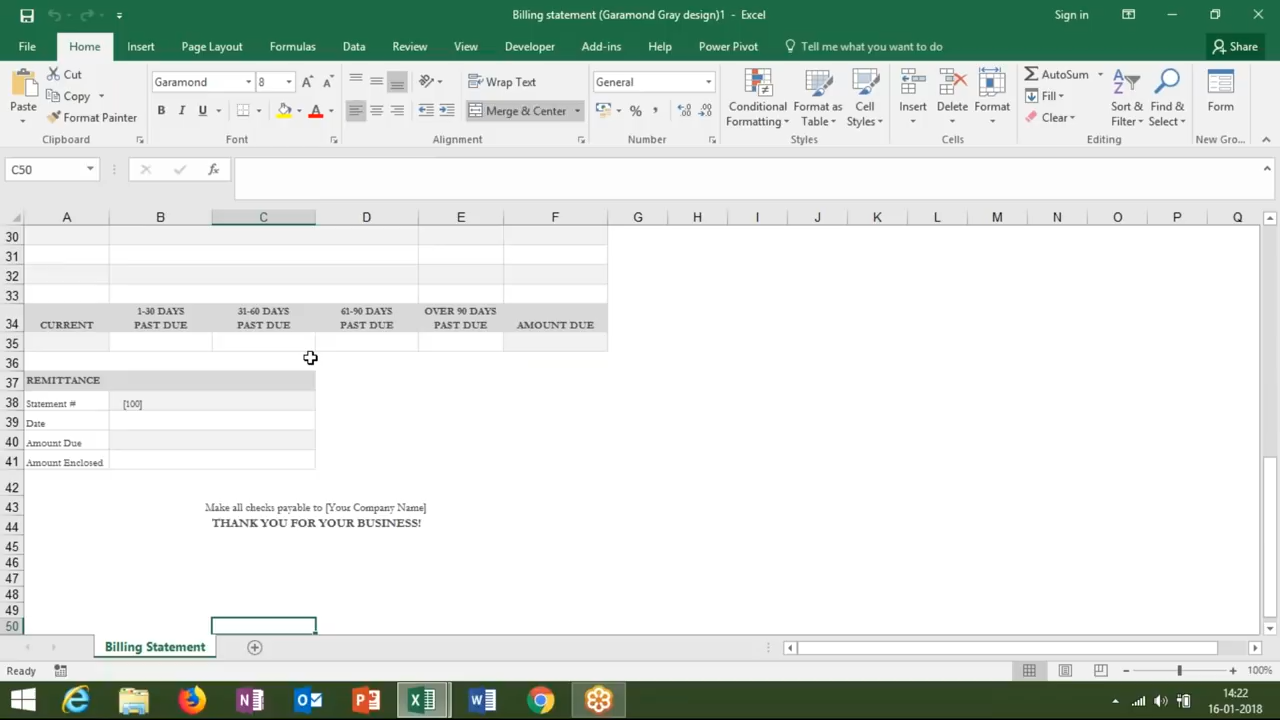 Billing statement (Garamond Gray design)1 - Excel
Sign in
File Home Insert Page Layout Formulas Data Review View Developer Add-ins Help Power Pivot Tell me what you want to do Share
Paste
Cut
Copy
Format Painter
Garamond 8
B I U A
Wrap Text
Merge & Center
General
%
Conditional Formatting
Format as Table
Cell Styles
Insert
Delete
Format
AutoSum
Fill
Clear
Sort & Filter
Find & Select
Form
Clipboard Font Alignment Number Styles Cells Editing New Gro...
C50 fx
A B C D E F G H I J K L M N O P Q
30
31
32
33
34 CURRENT 1-30 DAYS PAST DUE 31-60 DAYS PAST DUE 61-90 DAYS PAST DUE OVER 90 DAYS PAST DUE AMOUNT DUE
35
36
37 REMITTANCE
38 Statement # [100]
39 Date
40 Amount Due
41 Amount Enclosed
42
43 Make all checks payable to [Your Company Name]
44 THANK YOU FOR YOUR BUSINESS!
45
46
47
48
49
50
Billing Statement
Ready 100%
14:22
16-01-2018